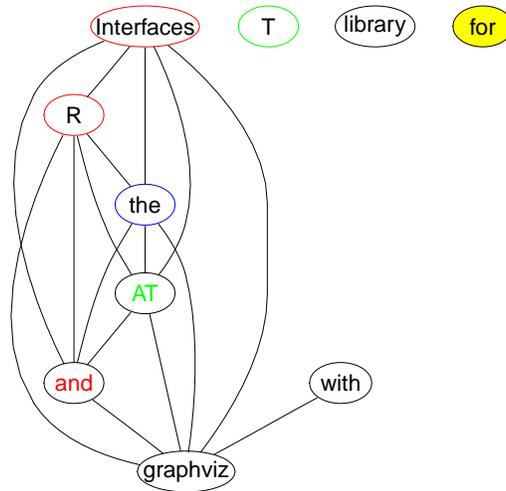 Interfaces
T
library
for
R
the
AT
and
with
graphviz